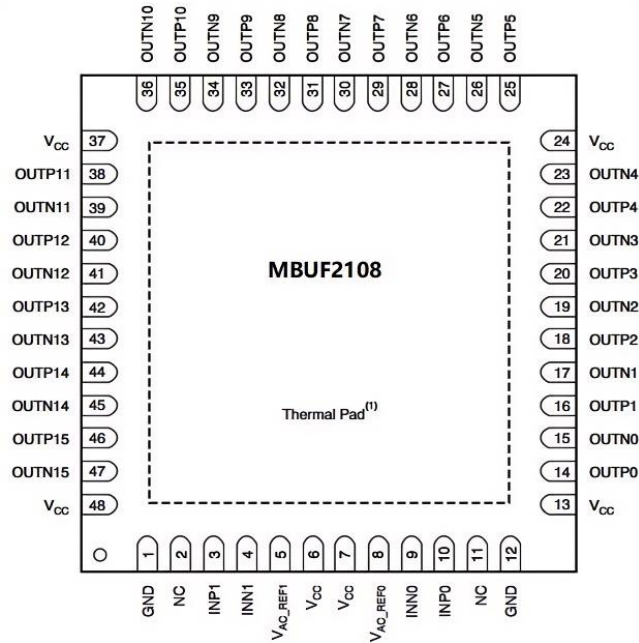 OUTN10 OUTP10 OUTN9 OUTP9 OUTN8 OUTP8 OUTN7 OUTP7 OUTN6 OUTP6 OUTN5 OUTP5
36 35 34 33 32 31 30 29 28 27 26 25
VCC 37 24 VCC
OUTP11 38 23 OUTN4
OUTN11 39 22 OUTP4
OUTP12 40 21 OUTN3
OUTN12 41 MBUF2108 20 OUTP3
OUTP13 42 19 OUTN2
OUTN13 43 18 OUTP2
OUTP14 44 17 OUTN1
OUTN14 45 Thermal Pad(1) 16 OUTP1
OUTP15 46 15 OUTN0
OUTN15 47 14 OUTP0
VCC 48 13 VCC
1 2 3 4 5 6 7 8 9 10 11 12
GND NC INP1 INN1 VAC_REF1 VCC VCC VAC_REF0 INN0 INP0 NC GND